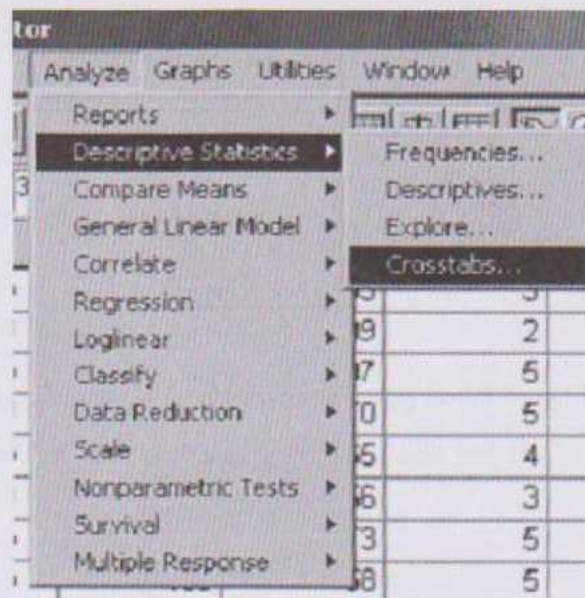 tor
Analyze Graphs Utilities Window Help
Reports
Descriptive Statistics
Frequencies...
Compare Means
Descriptives...
General Linear Model
Explore...
Correlate
Crosstabs...
Regression
Loglinear
2
Classify
5
Data Reduction
5
Scale
4
Nonparametric Tests
3
Survival
5
Multiple Response
58
5